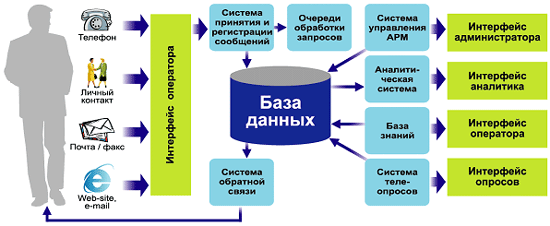 Телефон
Личный
контакт
Почта / факс
Web-site,
e-mail
Интерфейс оператора
Система
принятия и
регистрации
сообщений
Очереди
обработки
запросов
База
данных
Система
обратной
связи
Система
управления
АРМ
Аналити-
ческая
система
База
знаний
Система
теле-
опросов
Интерфейс
администратора
Интерфейс
аналитика
Интерфейс
оператора
Интерфейс
опросов